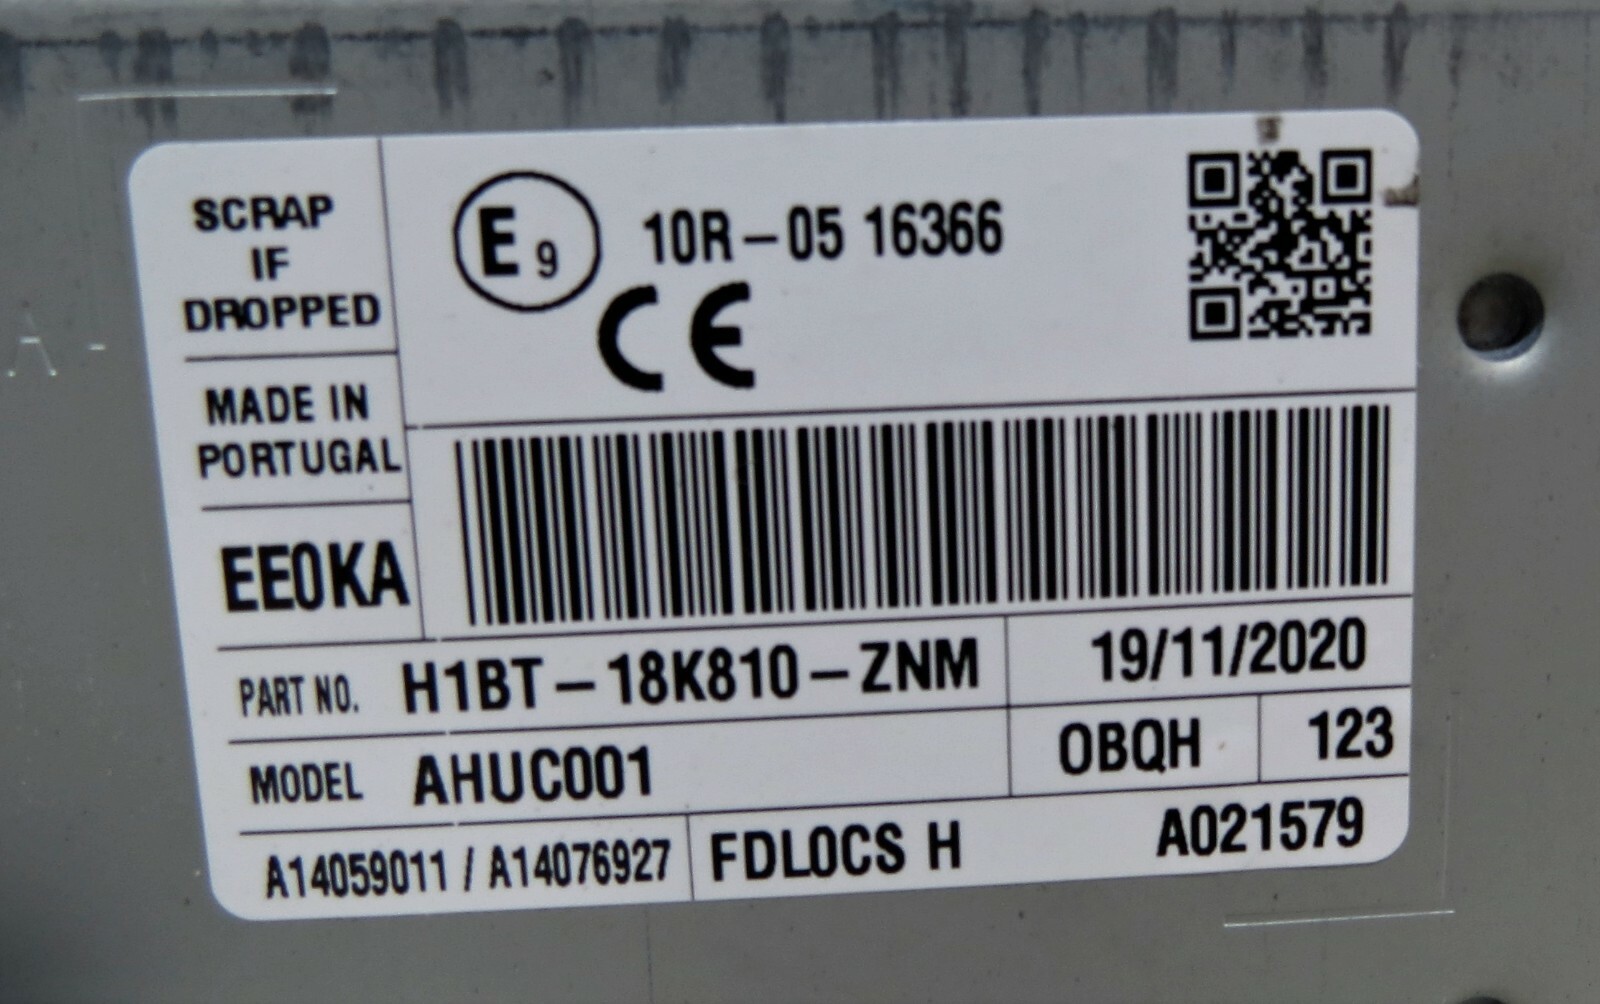 SCRAP
IF
DROPPED
E9 10R-05 16366
CE
MADE IN
PORTUGAL
EE0KA
PART NO. H1BT-18K810-ZNM 19/11/2020
MODEL AHUC001 OBQH 123
A14059011 / A14076927 FDLOCS H A021579
A -